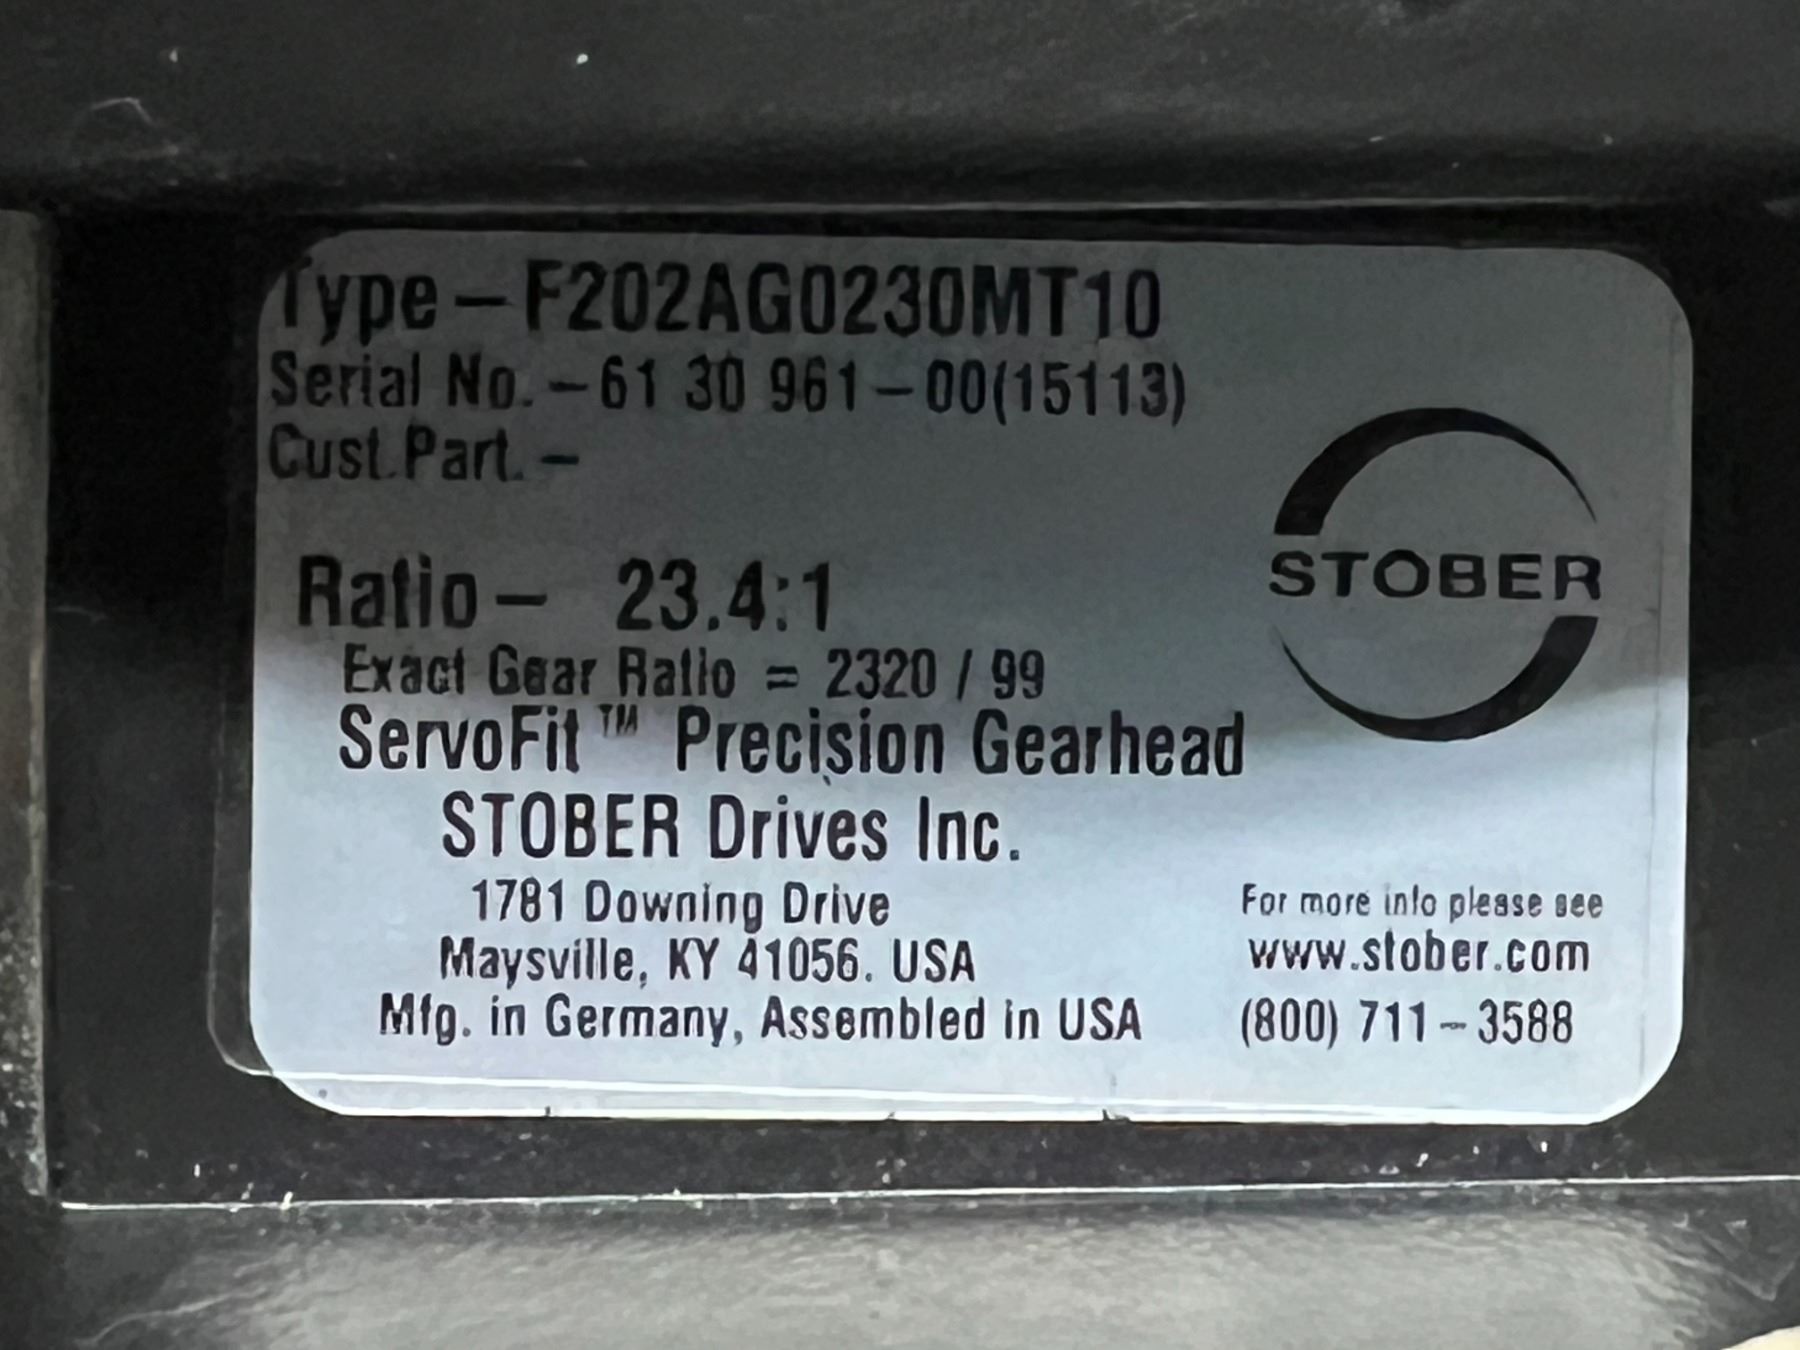 Type – F202AG0230MT10
Serial No. – 61 30 961 – 00(15113)
Cust.Part. –
Ratio – 23.4:1
Exact Gear Ratio = 2320 / 99
ServoFit™ Precision Gearhead
STOBER Drives Inc.
1781 Downing Drive
Maysville, KY 41056. USA
Mfg. in Germany, Assembled in USA
STOBER
For more info please see
www.stober.com
(800) 711 – 3588